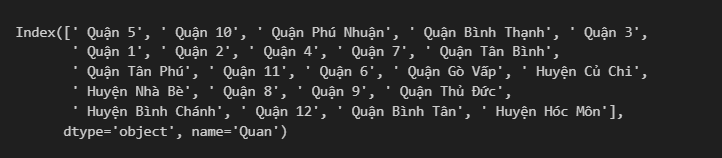 Index([' Quận 5', ' Quận 10', ' Quận Phú Nhuận', ' Quận Bình Thạnh', ' Quận 3',
' Quận 1', ' Quận 2', ' Quận 4', ' Quận 7', ' Quận Tân Bình',
' Quận Tân Phú', ' Quận 11', ' Quận 6', ' Quận Gò Vấp', ' Huyện Củ Chi',
' Huyện Nhà Bè', ' Quận 8', ' Quận 9', ' Quận Thủ Đức',
' Huyện Bình Chánh', ' Quận 12', ' Quận Bình Tân', ' Huyện Hóc Môn'],
dtype='object', name='Quan')